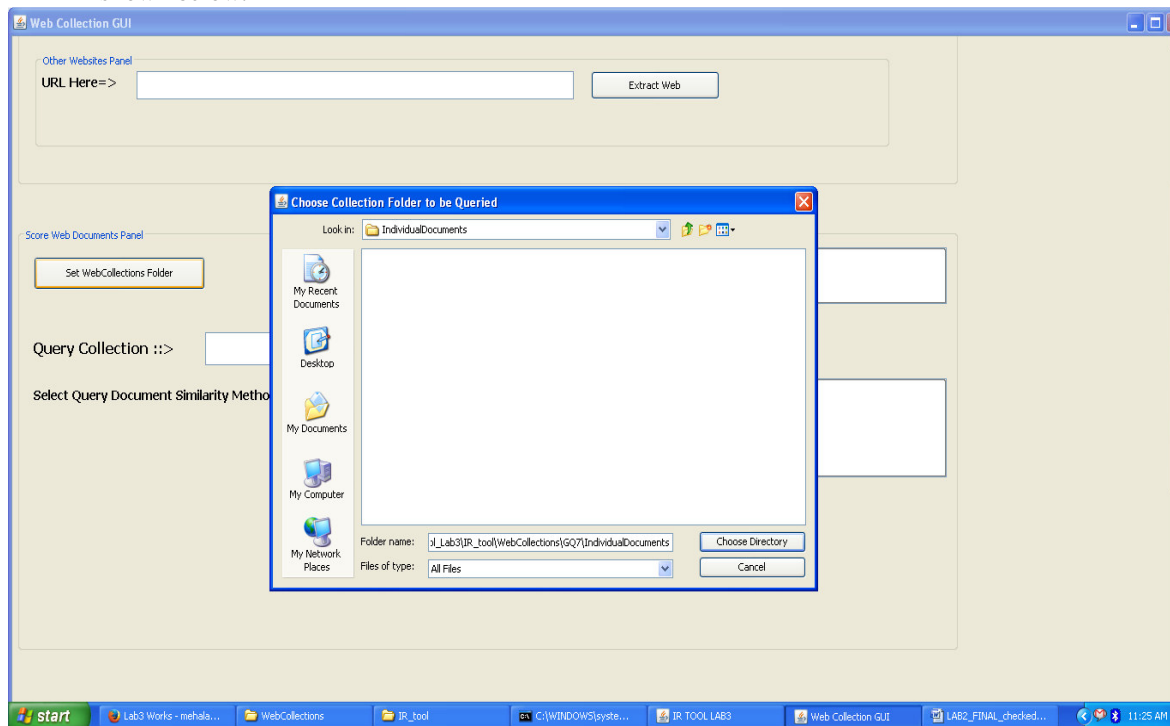 Web Collection GUI
Other Websites Panel
URL Here=>
Extract Web
Choose Collection Folder to be Queried
Look in:
IndividualDocuments
Score Web Documents Panel
Set WebCollections Folder
My Recent
Documents
Desktop
Query Collection ::>
Select Query Document Similarity Metho
My Documents
My Computer
My Network
Places
Folder name:
ol_Lab3\IR_tool\WebCollections\GQ7\IndividualDocuments
Choose Directory
Files of type:
All Files
Cancel
start
Lab3 Works - mehala...
WebCollections
IR_tool
C:\WINDOWS\syste...
IR TOOL LAB3
Web Collection GUI
LAB2_FINAL_checked...
11:25 AM